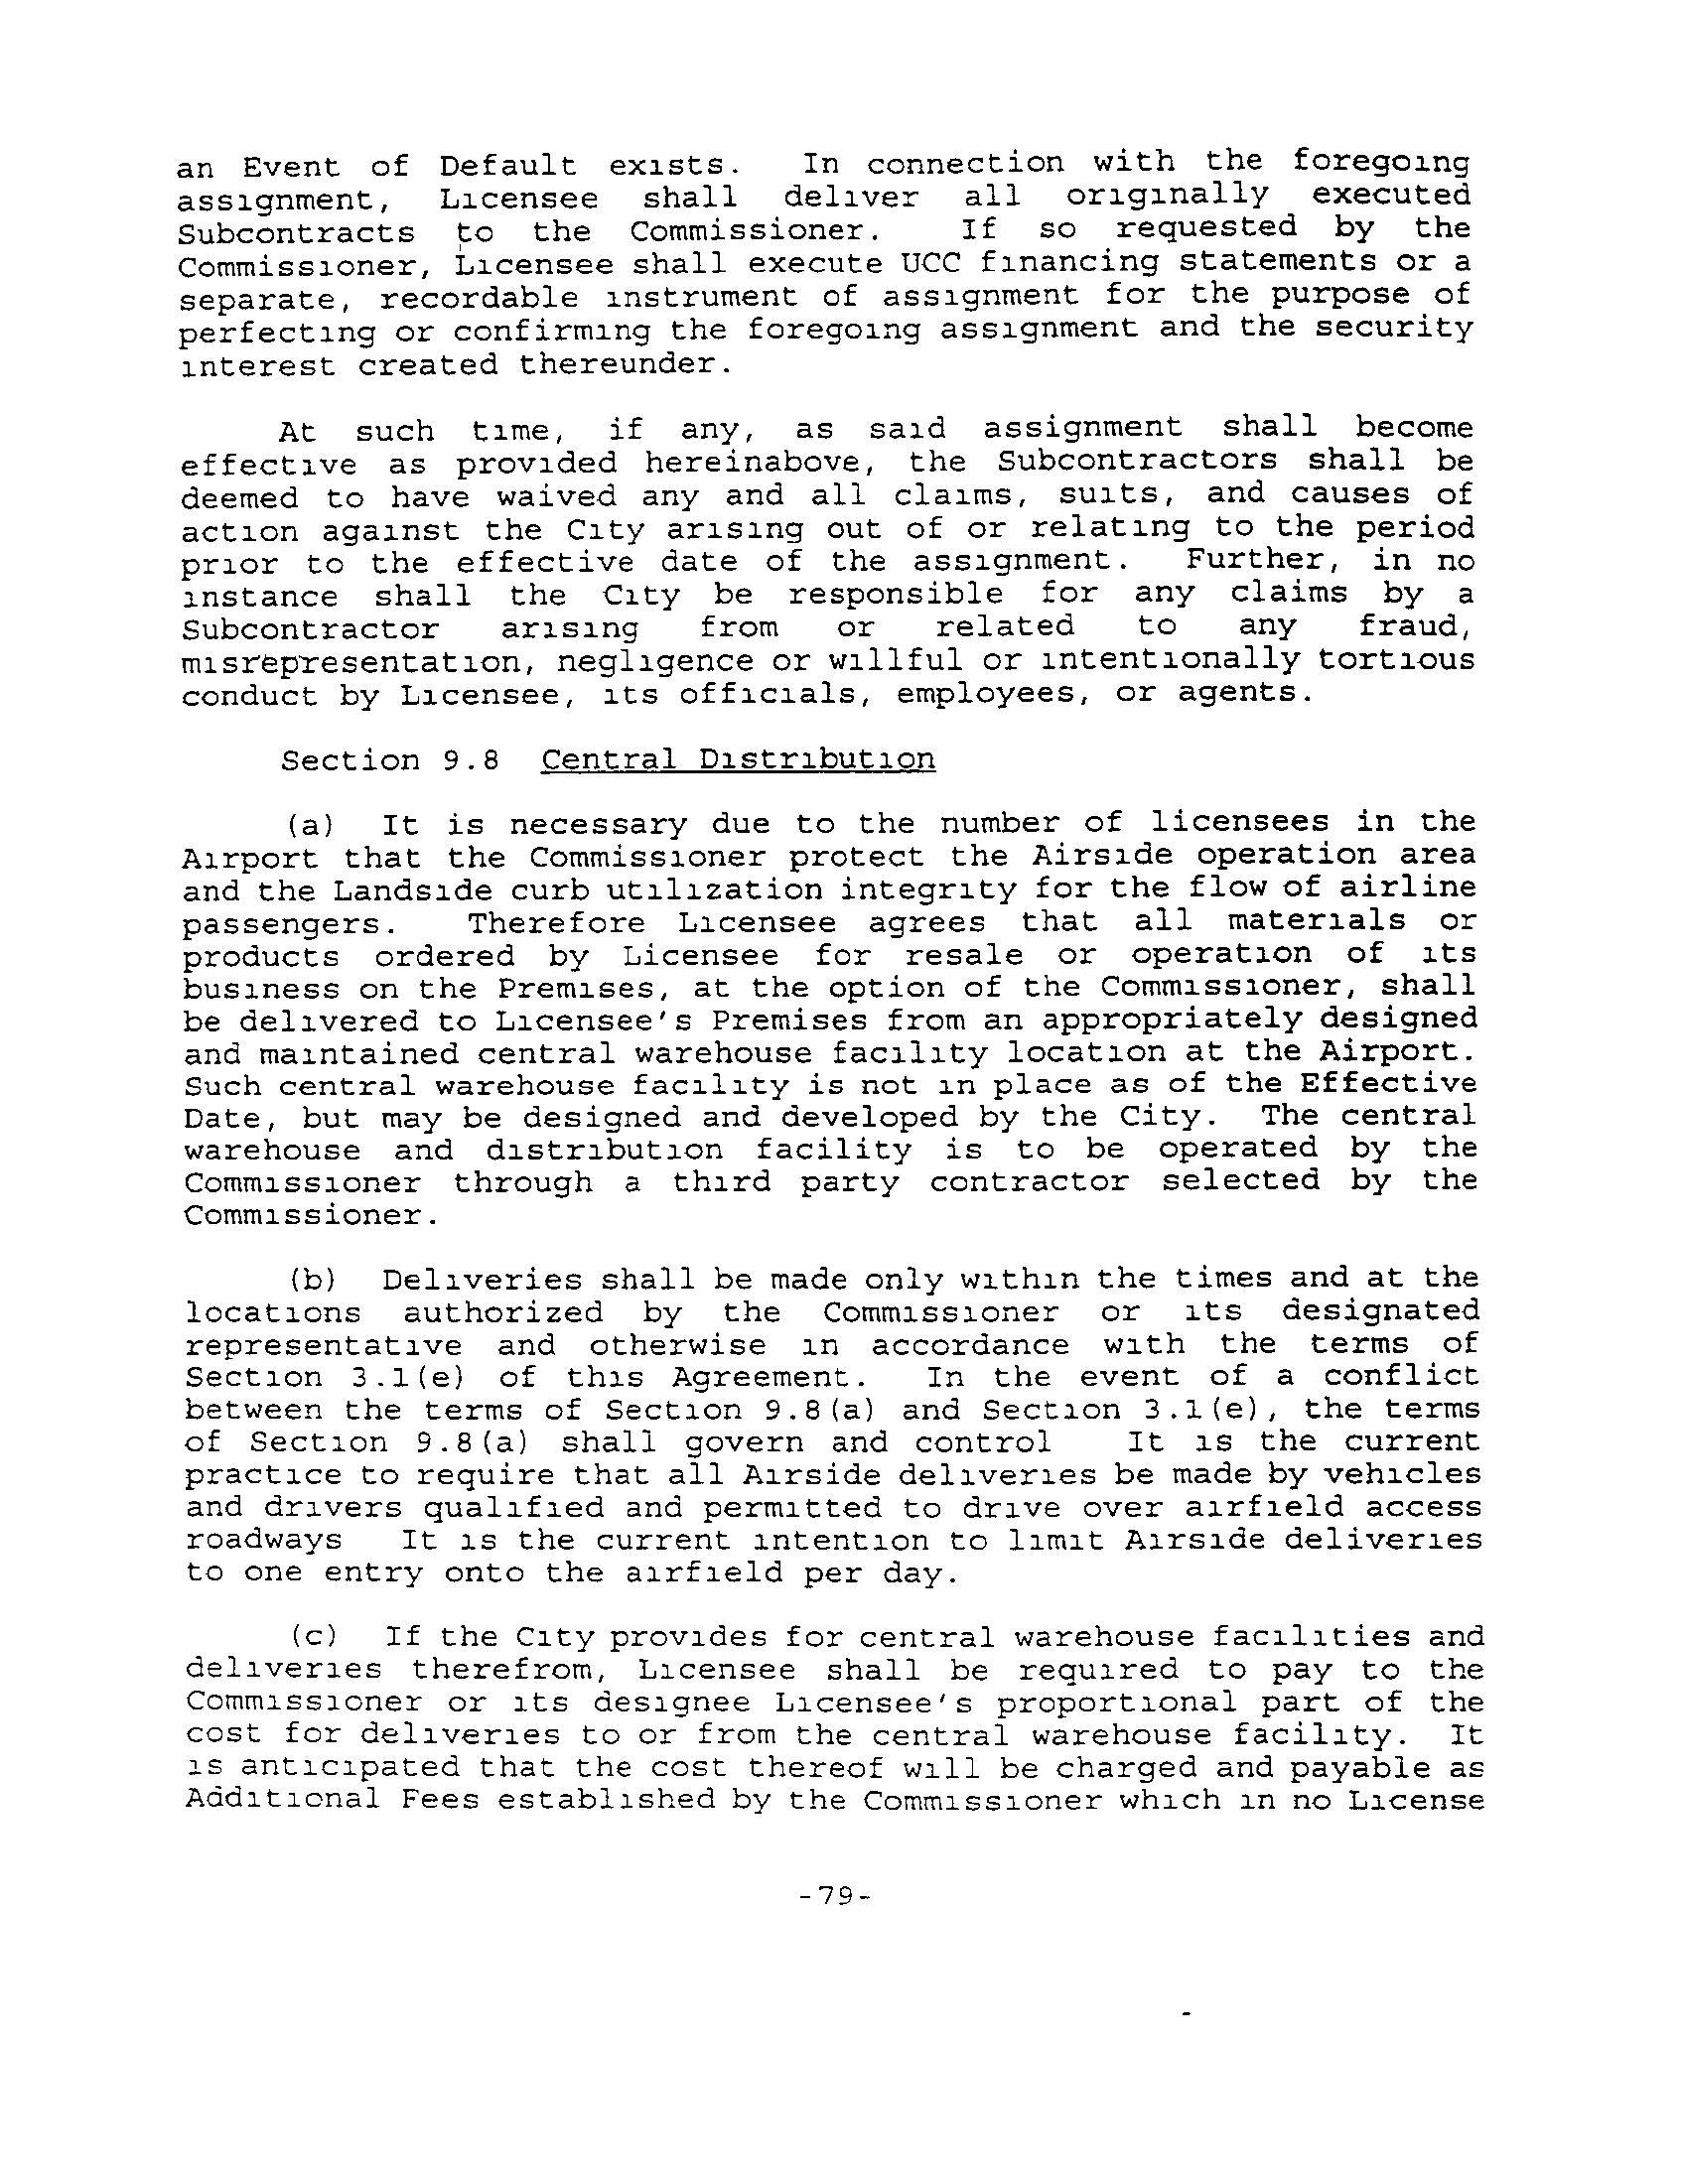 an Event of Default exists. In connection with the foregoing
assignment, Licensee shall deliver all originally executed
Subcontracts to the Commissioner. If so requested by the
Commissioner, Licensee shall execute UCC financing statements or a
separate, recordable instrument of assignment for the purpose of
perfecting or confirming the foregoing assignment and the security
interest created thereunder.
At such time, if any, as said assignment shall become
effective as provided hereinabove, the Subcontractors shall be
deemed to have waived any and all claims, suits, and causes of
action against the City arising out of or relating to the period
prior to the effective date of the assignment. Further, in no
instance shall the City be responsible for any claims by a
Subcontractor arising from or related to any fraud,
misrepresentation, negligence or willful or intentionally tortious
conduct by Licensee, its officials, employees, or agents.
Section 9.8 Central Distribution
(a) It is necessary due to the number of licensees in the
Airport that the Commissioner protect the Airside operation area
and the Landside curb utilization integrity for the flow of airline
passengers. Therefore Licensee agrees that all materials or
products ordered by Licensee for resale or operation of its
business on the Premises, at the option of the Commissioner, shall
be delivered to Licensee's Premises from an appropriately designed
and maintained central warehouse facility location at the Airport.
Such central warehouse facility is not in place as of the Effective
Date, but may be designed and developed by the City. The central
warehouse and distribution facility is to be operated by the
Commissioner through a third party contractor selected by the
Commissioner.
(b) Deliveries shall be made only within the times and at the
locations authorized by the Commissioner or its designated
representative and otherwise in accordance with the terms of
Section 3.1(e) of this Agreement. In the event of a conflict
between the terms of Section 9.8(a) and Section 3.1(e), the terms
of Section 9.8(a) shall govern and control It is the current
practice to require that all Airside deliveries be made by vehicles
and drivers qualified and permitted to drive over airfield access
roadways It is the current intention to limit Airside deliveries
to one entry onto the airfield per day.
(c) If the City provides for central warehouse facilities and
deliveries therefrom, Licensee shall be required to pay to the
Commissioner or its designee Licensee's proportional part of the
cost for deliveries to or from the central warehouse facility. It
is anticipated that the cost thereof will be charged and payable as
Additional Fees established by the Commissioner which in no License
-79-